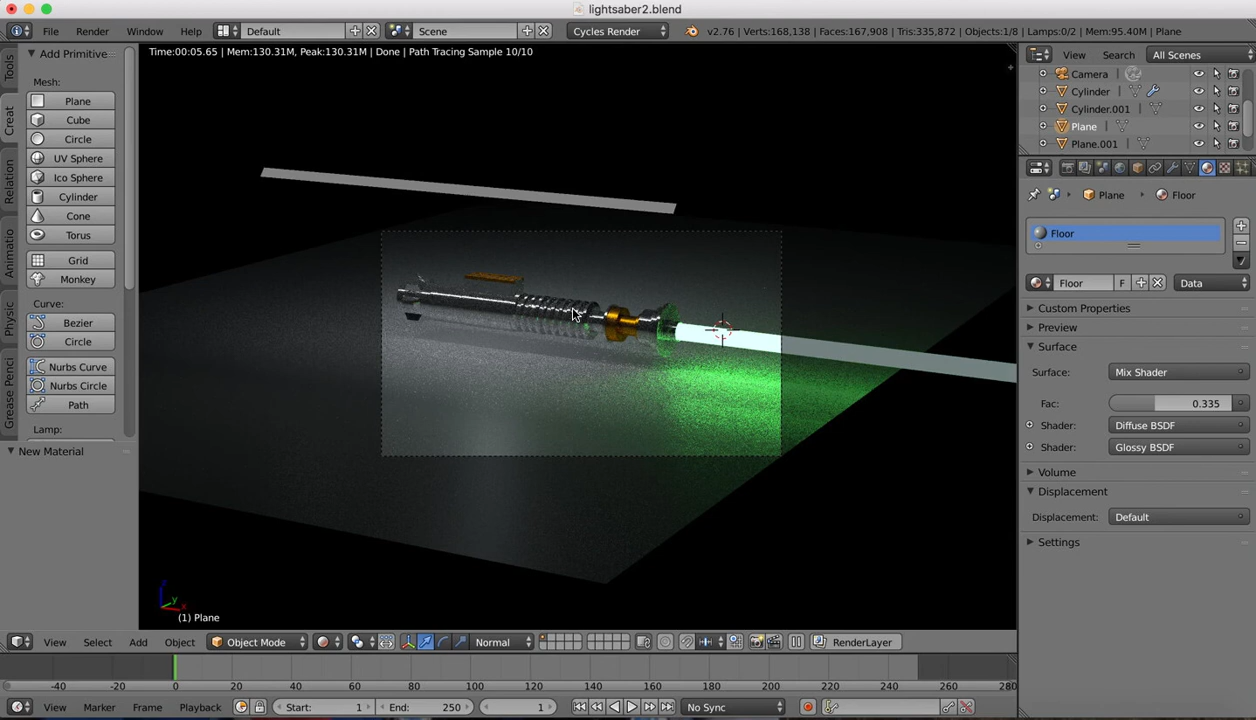 lightsaber2.blend
File Render Window Help Default Scene Cycles Render v2.76 | Verts:168,138 | Faces:167,908 | Tris:335,872 | Objects:1/8 | Lamps:0/2 | Mem:95.40M | Plane
Time:00:05.65 | Mem:130.31M, Peak:130.31M | Done | Path Tracing Sample 10/10
Tools
Creat
Relation
Animatio
Physic
Grease Penci
Add Primitive
Mesh:
Plane
Cube
Circle
UV Sphere
Ico Sphere
Cylinder
Cone
Torus
Grid
Monkey
Curve:
Bezier
Circle
Nurbs Curve
Nurbs Circle
Path
Lamp:
New Material
(1) Plane
View Search All Scenes
Camera
Cylinder
Cylinder.001
Plane
Plane.001
Plane Floor
Floor
Floor F Data
Custom Properties
Preview
Surface
Surface: Mix Shader
Fac: 0.335
Shader: Diffuse BSDF
Shader: Glossy BSDF
Volume
Displacement
Displacement: Default
Settings
View Select Add Object Object Mode Normal RenderLayer
-40 -20 0 20 40 60 80 100 120 140 160 180 200 220 240 260 280
View Marker Frame Playback Start: 1 End: 250 1 No Sync